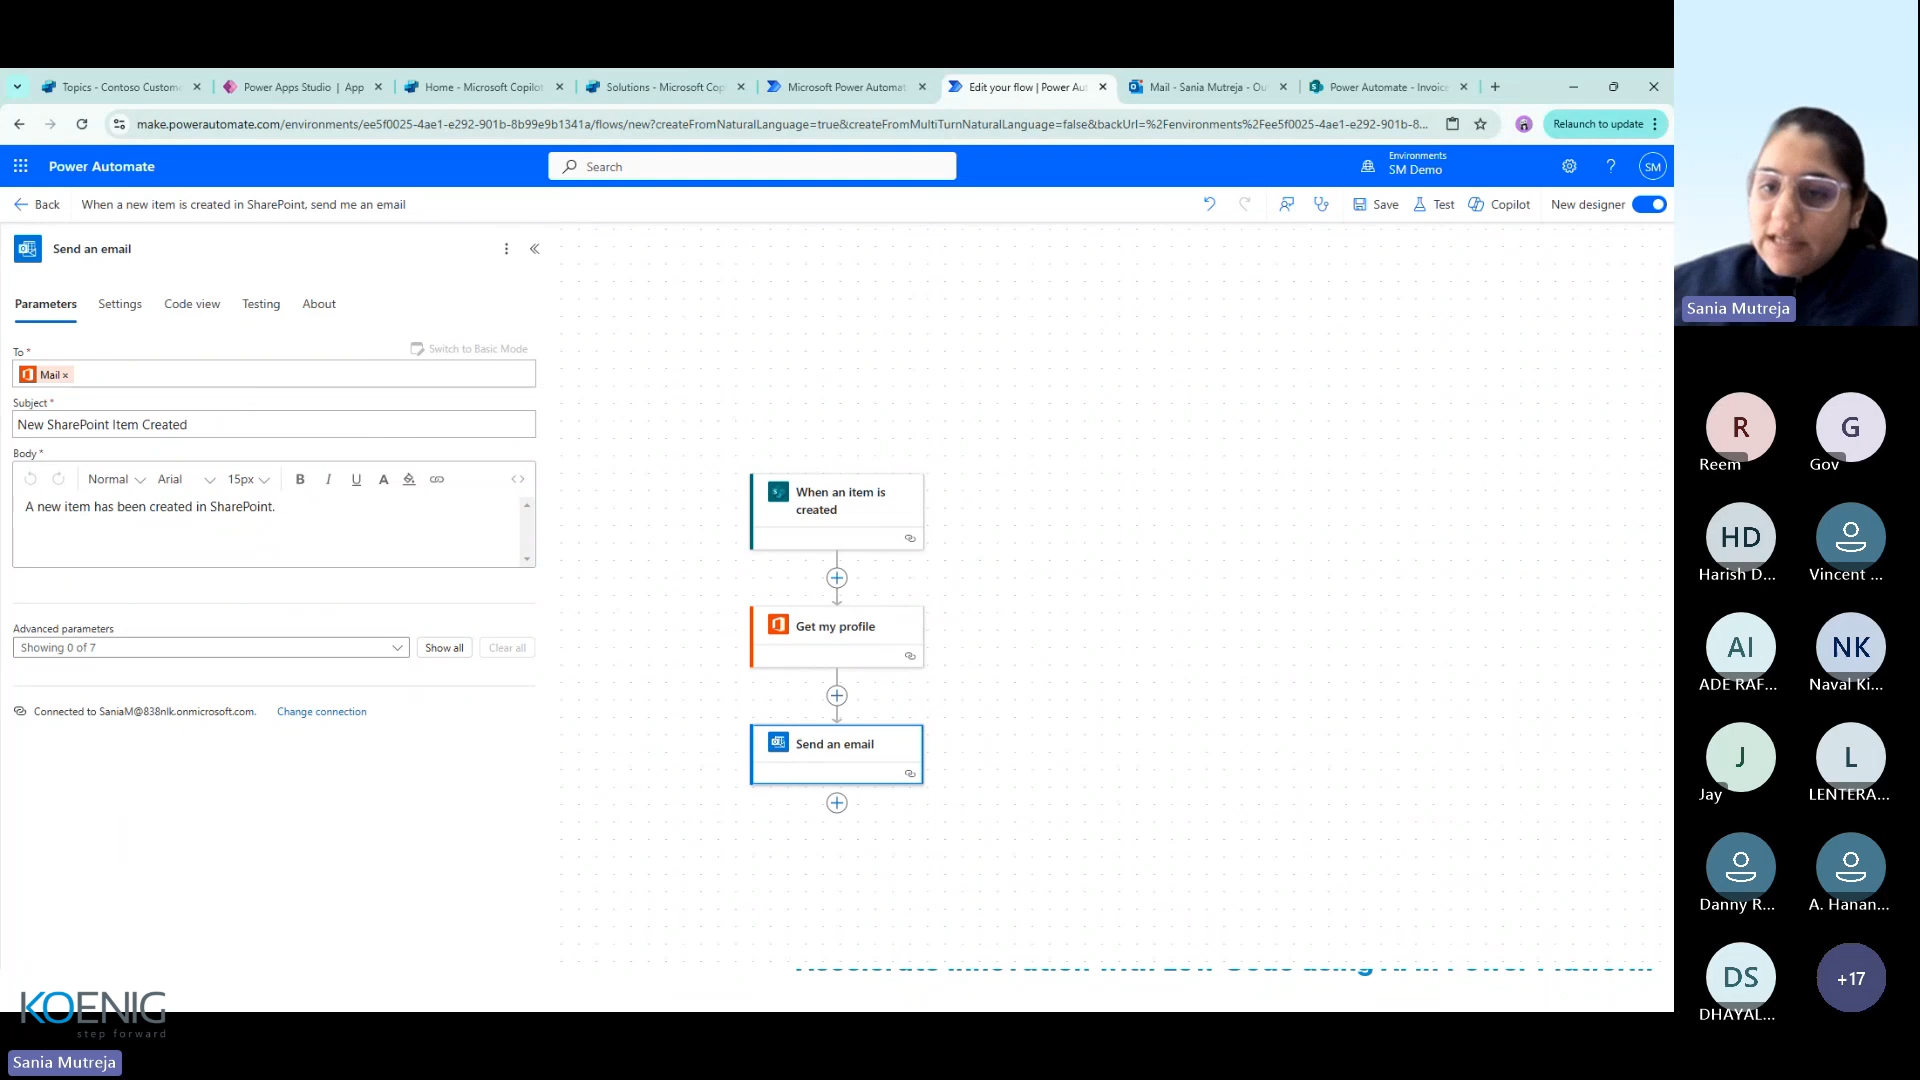 Topics - Contoso Custom
Power Apps Studio | App
Home - Microsoft Copilot
Solutions - Microsoft Cop
Microsoft Power Automat
Edit your flow | Power Aut
Mail - Sania Mutreja - Ou
Power Automate - Invoice
make.powerautomate.com/environments/ee5f0025-4ae1-e292-901b-8b99e9b1341a/flows/new?createFromNaturalLanguage=true&createFromMultiTurnNaturalLanguage=false&backUrl=%2Fenvironments%2Fee5f0025-4ae1-e292-901b-8...
Relaunch to update
Power Automate
Search
Environments
SM Demo
SM
Back
When a new item is created in SharePoint, send me an email
Save
Test
Copilot
New designer
Send an email
Parameters
Settings
Code view
Testing
About
Switch to Basic Mode
To *
Mail ×
Subject *
New SharePoint Item Created
Body *
Normal
Arial
15px
B I U A
A new item has been created in SharePoint.
Advanced parameters
Showing 0 of 7
Show all
Clear all
Connected to SaniaM@838nlk.onmicrosoft.com.
Change connection
When an item is
created
Get my profile
Send an email
KOENIG
step forward
Sania Mutreja
Sania Mutreja
R
Reem
G
Gov
HD
Harish D...
Vincent ...
AI
ADE RAF...
NK
Naval Ki...
J
Jay
L
LENTERA...
Danny R...
A. Hanan...
DS
DHAYAL...
+17